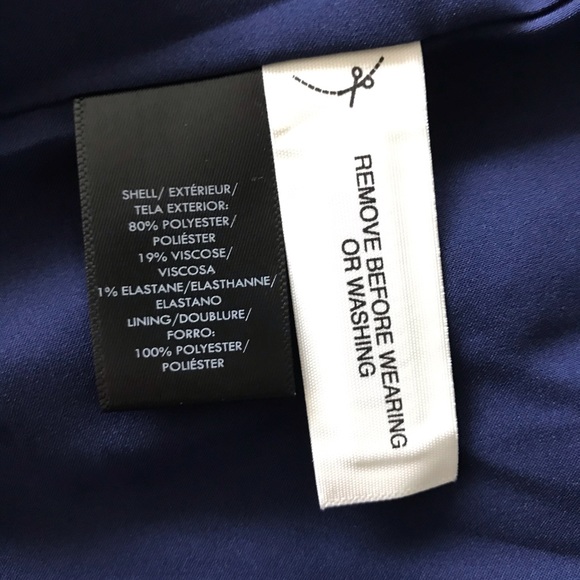 SHELL/ EXTÉRIEUR/
TELA EXTERIOR:
80% POLYESTER/
POLIÉSTER
19% VISCOSE/
VISCOSA
1% ELASTANE/ELASTHANNE/
ELASTANO
LINING/DOUBLURE/
FORRO:
100% POLYESTER/
POLIÉSTER
REMOVE BEFORE WEARING
OR WASHING